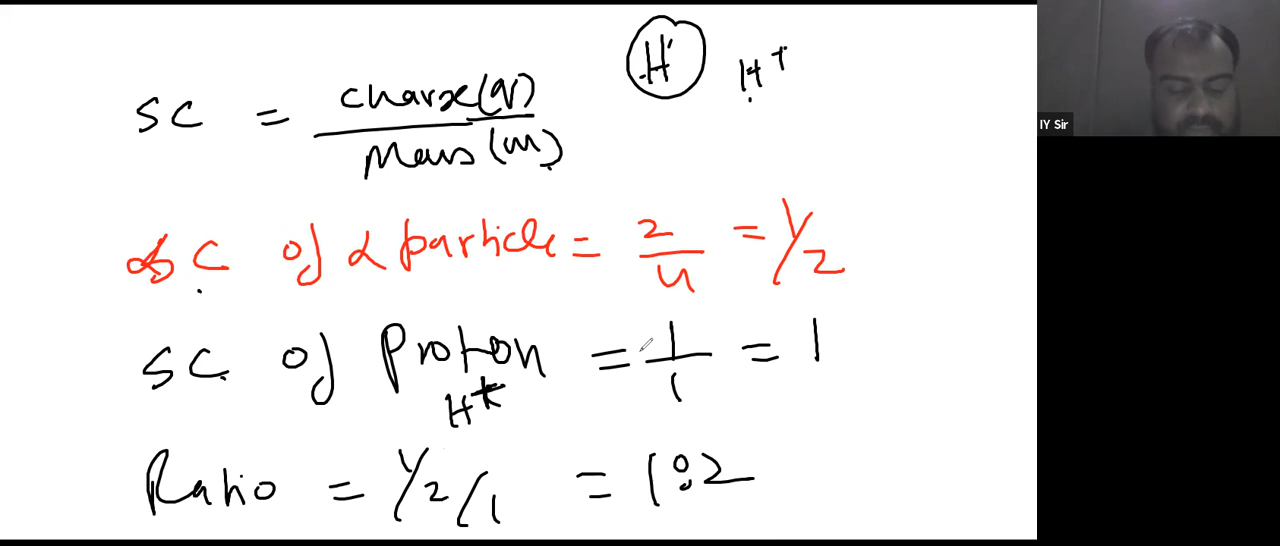 H H+
SC = charge(q)
Mass(m)
IY Sir
SC of α particle = 2/4 = 1/2
SC of Proton = 1/1 = 1
H+
Ratio = 1/2/1 = 1:2